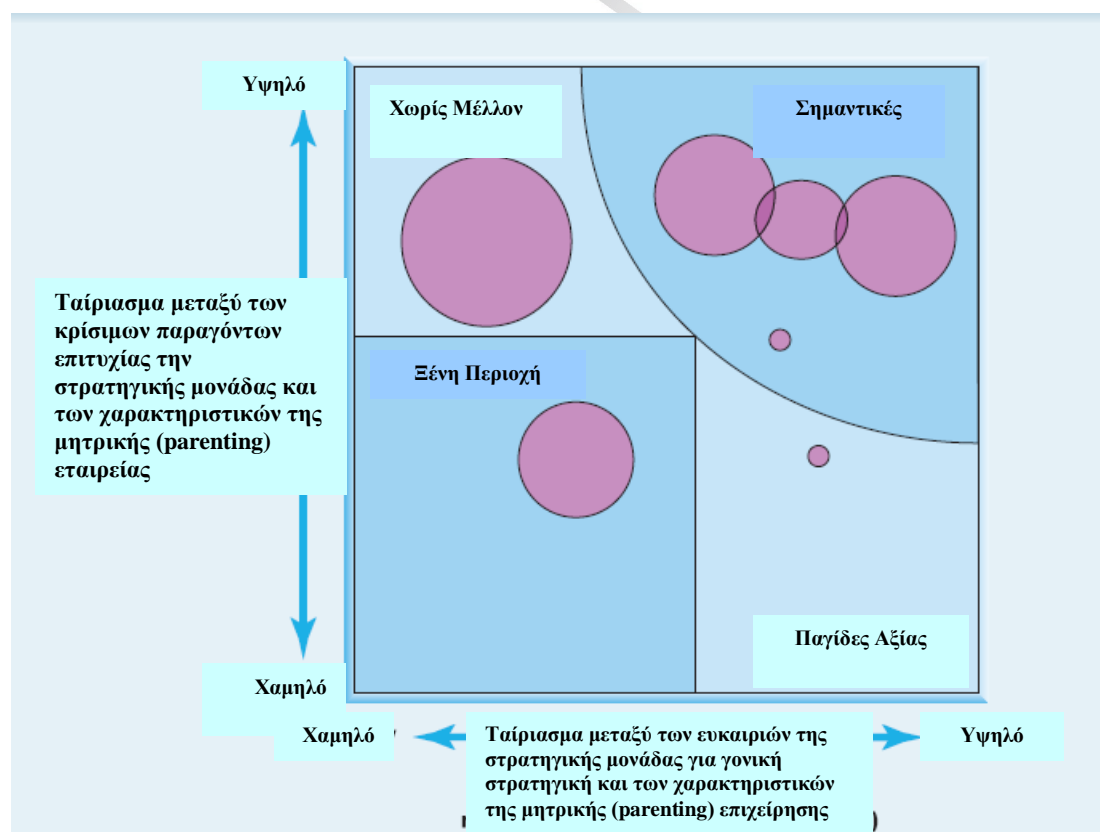 Υψηλό
Χωρίς Μέλλον
Σημαντικές
Ταίριασμα μεταξύ των
κρίσιμων παραγόντων
επιτυχίας την
στρατηγικής μονάδας και
των χαρακτηριστικών της
μητρικής (parenting)
εταιρείας
Ξένη Περιοχή
Παγίδες Αξίας
Χαμηλό
Χαμηλό
Ταίριασμα μεταξύ των ευκαιριών της
στρατηγικής μονάδας για γονική
στρατηγική και των χαρακτηριστικών
της μητρικής (parenting) επιχείρησης
Υψηλό